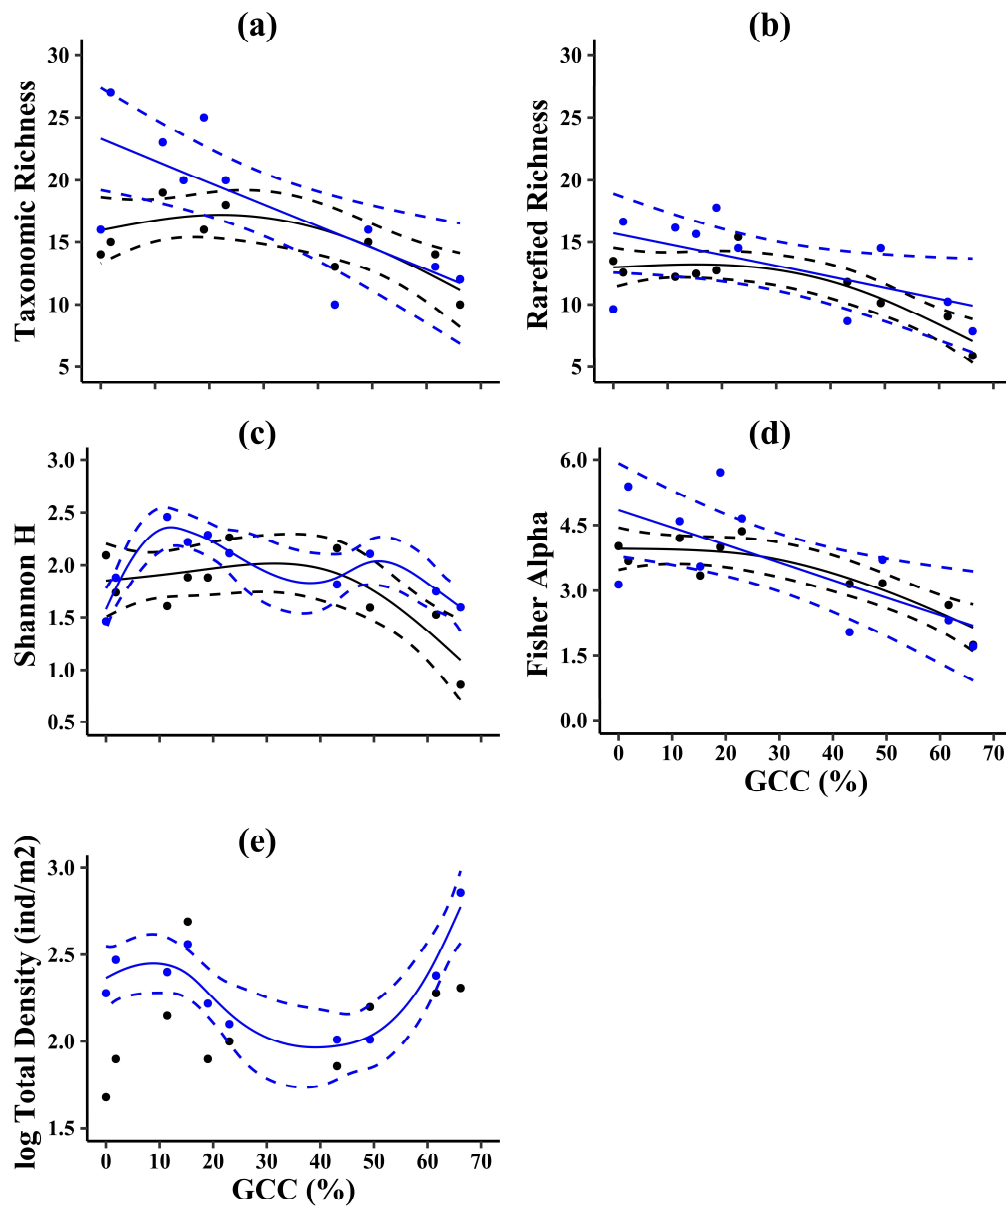 (a)
(b)
Taxonomic Richness
30
25
20
15
10
5
Rarefied Richness
30
25
20
15
10
5
(c)
(d)
Shannon H
3.0
2.5
2.0
1.5
1.0
0.5
Fisher Alpha
6.0
4.5
3.0
1.5
0.0
0 10 20 30 40 50 60 70
GCC (%)
(e)
log Total Density (ind/m2)
3.0
2.5
2.0
1.5
0 10 20 30 40 50 60 70
GCC (%)